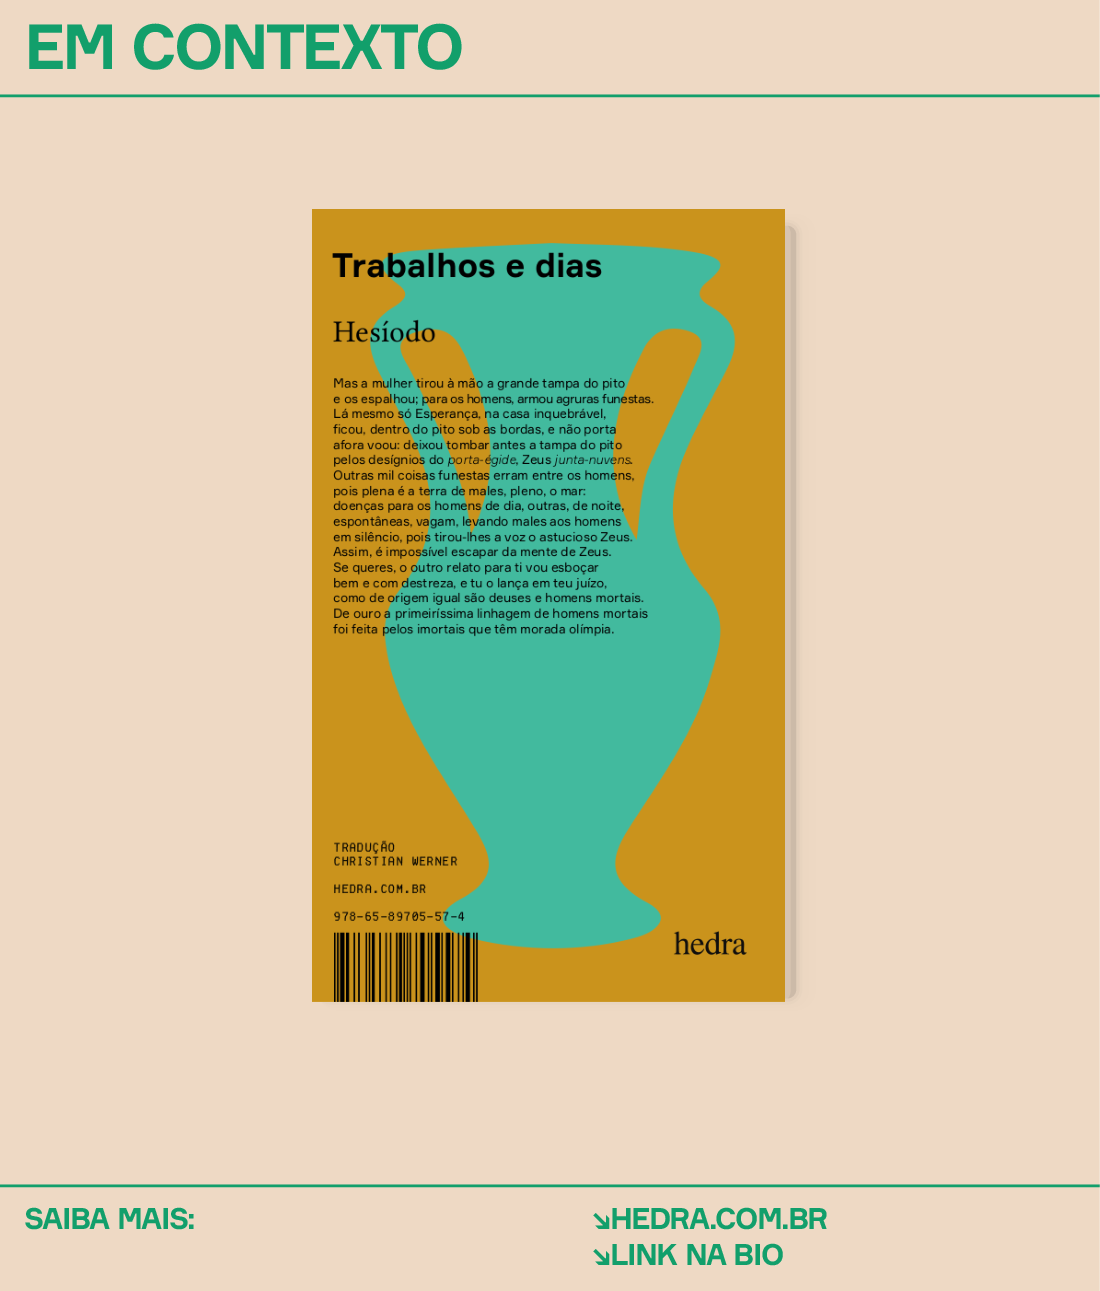 EM CONTEXTO
Trabalhos e dias
Hesíodo
Mas a mulher tirou à mão a grande tampa do pito
e os espalhou; para os homens, armou agruras funestas.
Lá mesmo só Esperança, na casa inquebrável,
ficou, dentro do pito sob as bordas, e não porta
afora voou: deixou tombar antes a tampa do pito
pelos desígnios do porta-égide, Zeus junta-nuvens.
Outras mil coisas funestas erram entre os homens,
pois plena é a terra de males, pleno, o mar:
doenças para os homens de dia, outras, de noite,
espontâneas, vagam, levando males aos homens
em silêncio, pois tirou-lhes a voz o astucioso Zeus.
Assim, é impossível escapar da mente de Zeus.
Se queres, o outro relato para ti vou esboçar
bem e com destreza, e tu o lança em teu juízo,
como de origem igual são deuses e homens mortais.
De ouro a primeiríssima linhagem de homens mortais
foi feita pelos imortais que têm morada olímpia.
TRADUÇÃO
CHRISTIAN WERNER
HEDRA.COM.BR
978-65-89705-57-4
hedra
SAIBA MAIS:
↘HEDRA.COM.BR
↘LINK NA BIO